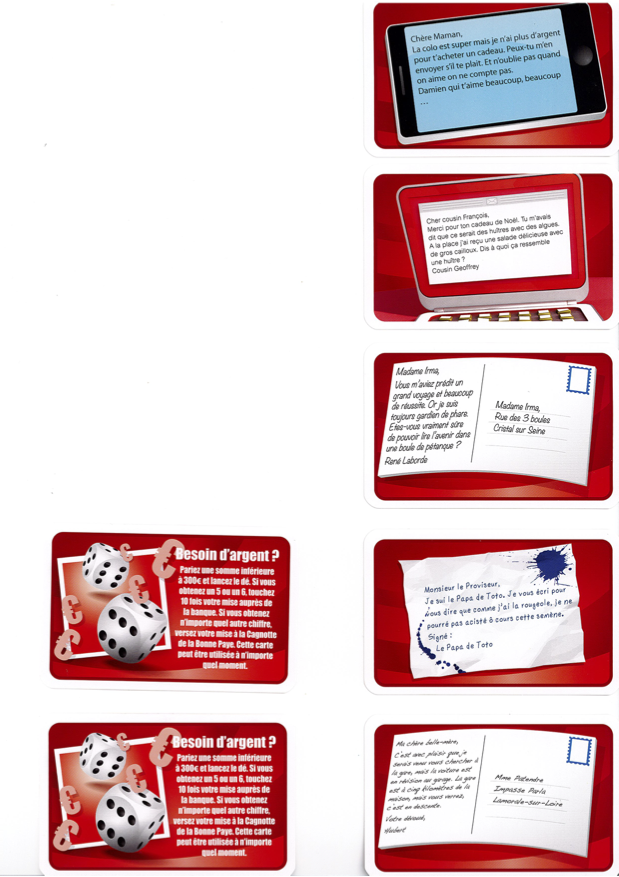 Chère Maman,
La colo est super mais je n'ai plus d'argent
pour t'acheter un cadeau. Peux-tu m'en
envoyer s'il te plait. Et n'oublie pas quand
on aime on ne compte pas.
Damien qui t'aime beaucoup, beaucoup
...
Cher cousin François,
Merci pour ton cadeau de Noël. Tu m'avais
dit que ce serait des huîtres avec des algues.
A la place j'ai reçu une salade délicieuse avec
de gros cailloux. Dis à quoi ça ressemble
une huître ?
Cousin Geoffrey
Madame Irma,
Vous m'aviez prédit un
grand voyage et beaucoup
de réussite. Or je suis
toujours gardien de phare.
Etes-vous vraiment sûre
de pouvoir lire l'avenir dans
une boule de pétanque ?
René Laborde
Madame Irma,
Rue des 3 boules
Cristal sur Seine
Besoin d'argent ?
Pariez une somme inférieure
à 300€ et lancez le dé. Si vous
obtenez un 5 ou un 6, touchez
10 fois votre mise auprès de
la banque. Si vous obtenez
n'importe quel autre chiffre,
versez votre mise à la Cagnotte
de la Bonne Paye. Cette carte
peut être utilisée à n'importe
quel moment.
Monsieur le Proviseur,
Je sui le Papa de Toto. Je vous écri pour
vous dire que comme j'ai la rougeole, je ne
pourré pas acisté ô cours cette semène.
Signé :
Le Papa de Toto
Besoin d'argent ?
Pariez une somme inférieure
à 300€ et lancez le dé. Si vous
obtenez un 5 ou un 6, touchez
10 fois votre mise auprès de
la banque. Si vous obtenez
n'importe quel autre chiffre,
versez votre mise à la Cagnotte
de la Bonne Paye. Cette carte
peut être utilisée à n'importe
quel moment.
Ma chère belle-mère,
C'est avec plaisir que je
serais venu vous chercher à
la gare, mais la voiture est
en révision au garage. La gare
est à cinq kilomètres de la
maison, mais vous verrez,
c'est en descente.
Votre dévoué,
Hubert
Mme Patendre
Impasse Parla
Lamorale-sur-Loire